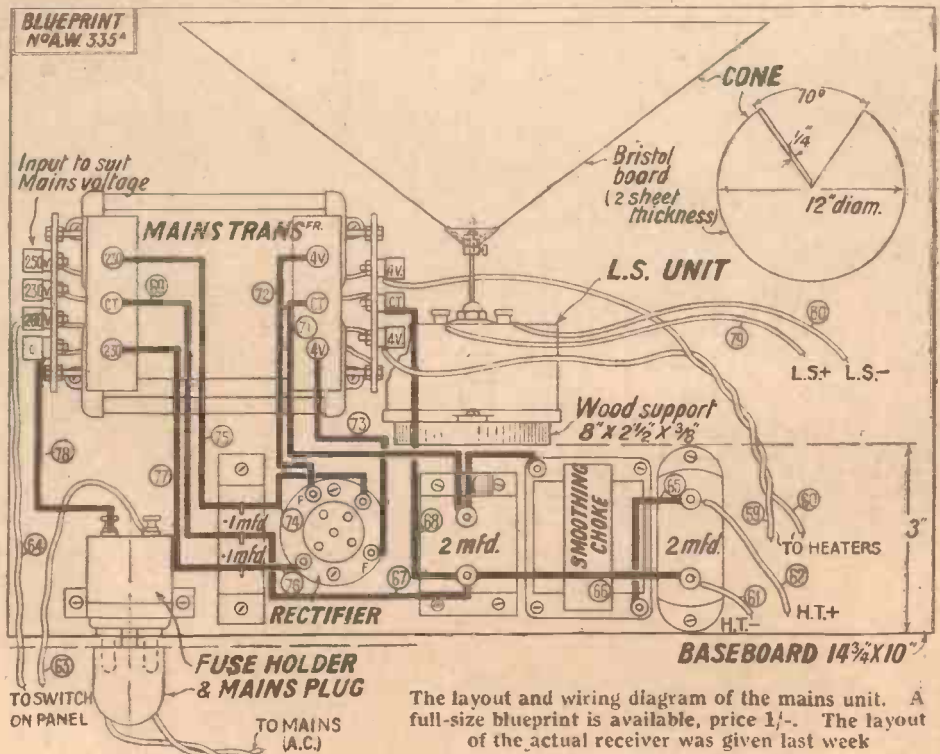 BLUEPRINT
No A.W. 335A
CONE
70°
1/4"
12" diam.
Bristol
board
(2 sheet
thickness)
Input to suit
Mains voltage
MAINS TRANSFR.
250V
230V
200V
0
230
CT
230
4V
CT
4V
4V.
CT
4V.
69
72
71
L.S. UNIT
80
79
L.S.+ L.S.-
Wood support
8" X 2 1/2" X 3/8"
73
75
78
77
64
74
·1mfd.
·1mfd.
76
F
F
RECTIFIER
68
2 mfd.
67
SMOOTHING
CHOKE
66
65
2 mfd.
59
60
TO HEATERS
62
61
H.T.-
H.T.+
3"
BASEBOARD 14 3/4" X 10"
FUSE HOLDER
& MAINS PLUG
63
TO SWITCH
ON PANEL
TO MAINS
(A.C.)
The layout and wiring diagram of the mains unit. A
full-size blueprint is available, price 1/-. The layout
of the actual receiver was given last week